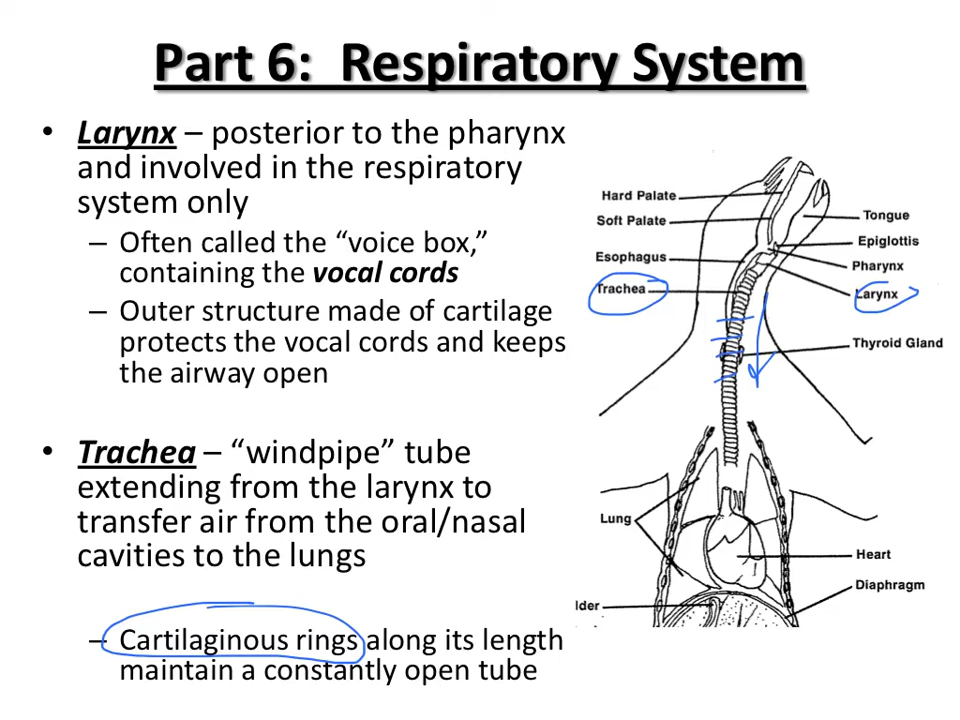 Part 6:  Respiratory System
• Larynx – posterior to the pharynx
and involved in the respiratory
system only
– Often called the “voice box,”
containing the vocal cords
– Outer structure made of cartilage
protects the vocal cords and keeps
the airway open
• Trachea – “windpipe” tube
extending from the larynx to
transfer air from the oral/nasal
cavities to the lungs
– Cartilaginous rings along its length
maintain a constantly open tube
Hard Palate
Soft Palate
Esophagus
Trachea
Tongue
Epiglottis
Pharynx
Larynx
Thyroid Gland
Lung
Heart
Diaphragm
lder